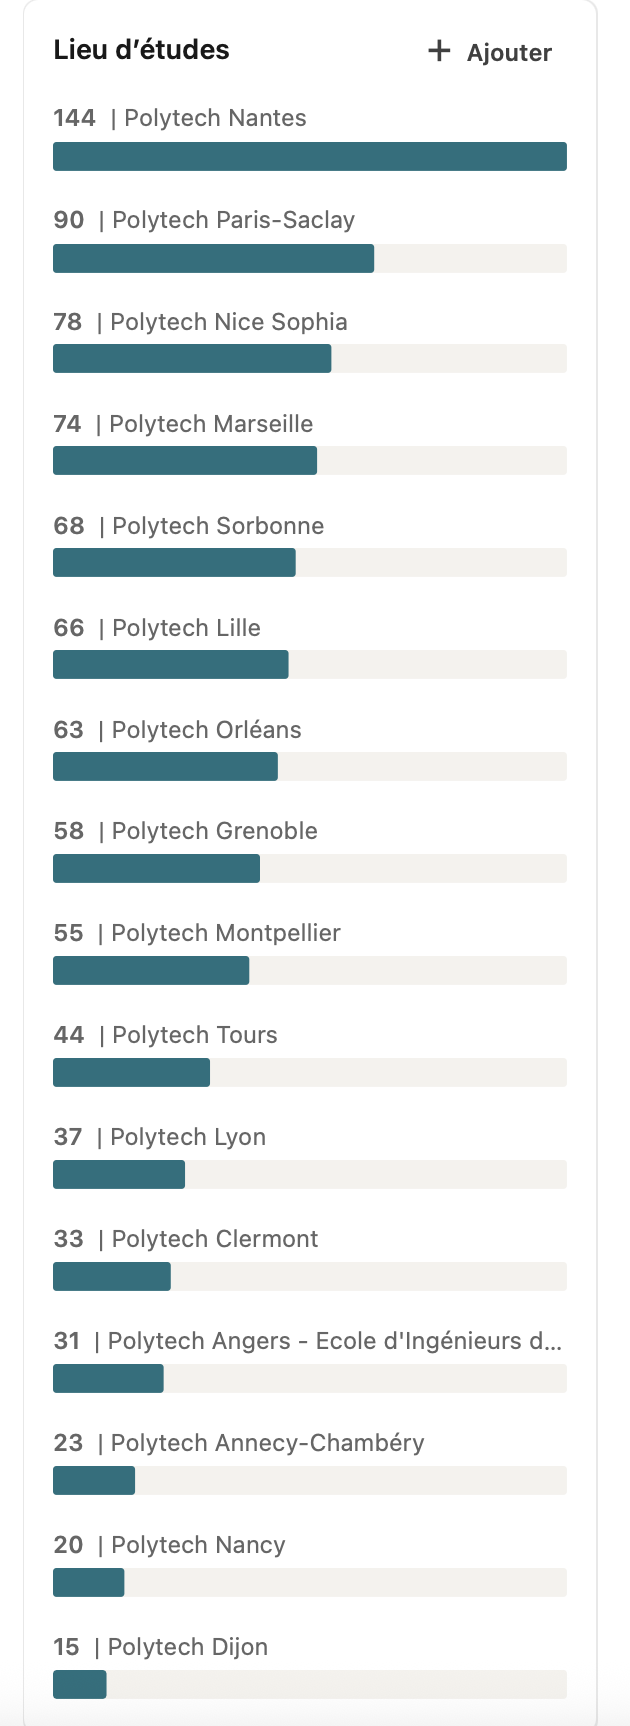 Lieu d’études
+ Ajouter
144 | Polytech Nantes
90 | Polytech Paris-Saclay
78 | Polytech Nice Sophia
74 | Polytech Marseille
68 | Polytech Sorbonne
66 | Polytech Lille
63 | Polytech Orléans
58 | Polytech Grenoble
55 | Polytech Montpellier
44 | Polytech Tours
37 | Polytech Lyon
33 | Polytech Clermont
31 | Polytech Angers - Ecole d'Ingénieurs d...
23 | Polytech Annecy-Chambéry
20 | Polytech Nancy
15 | Polytech Dijon